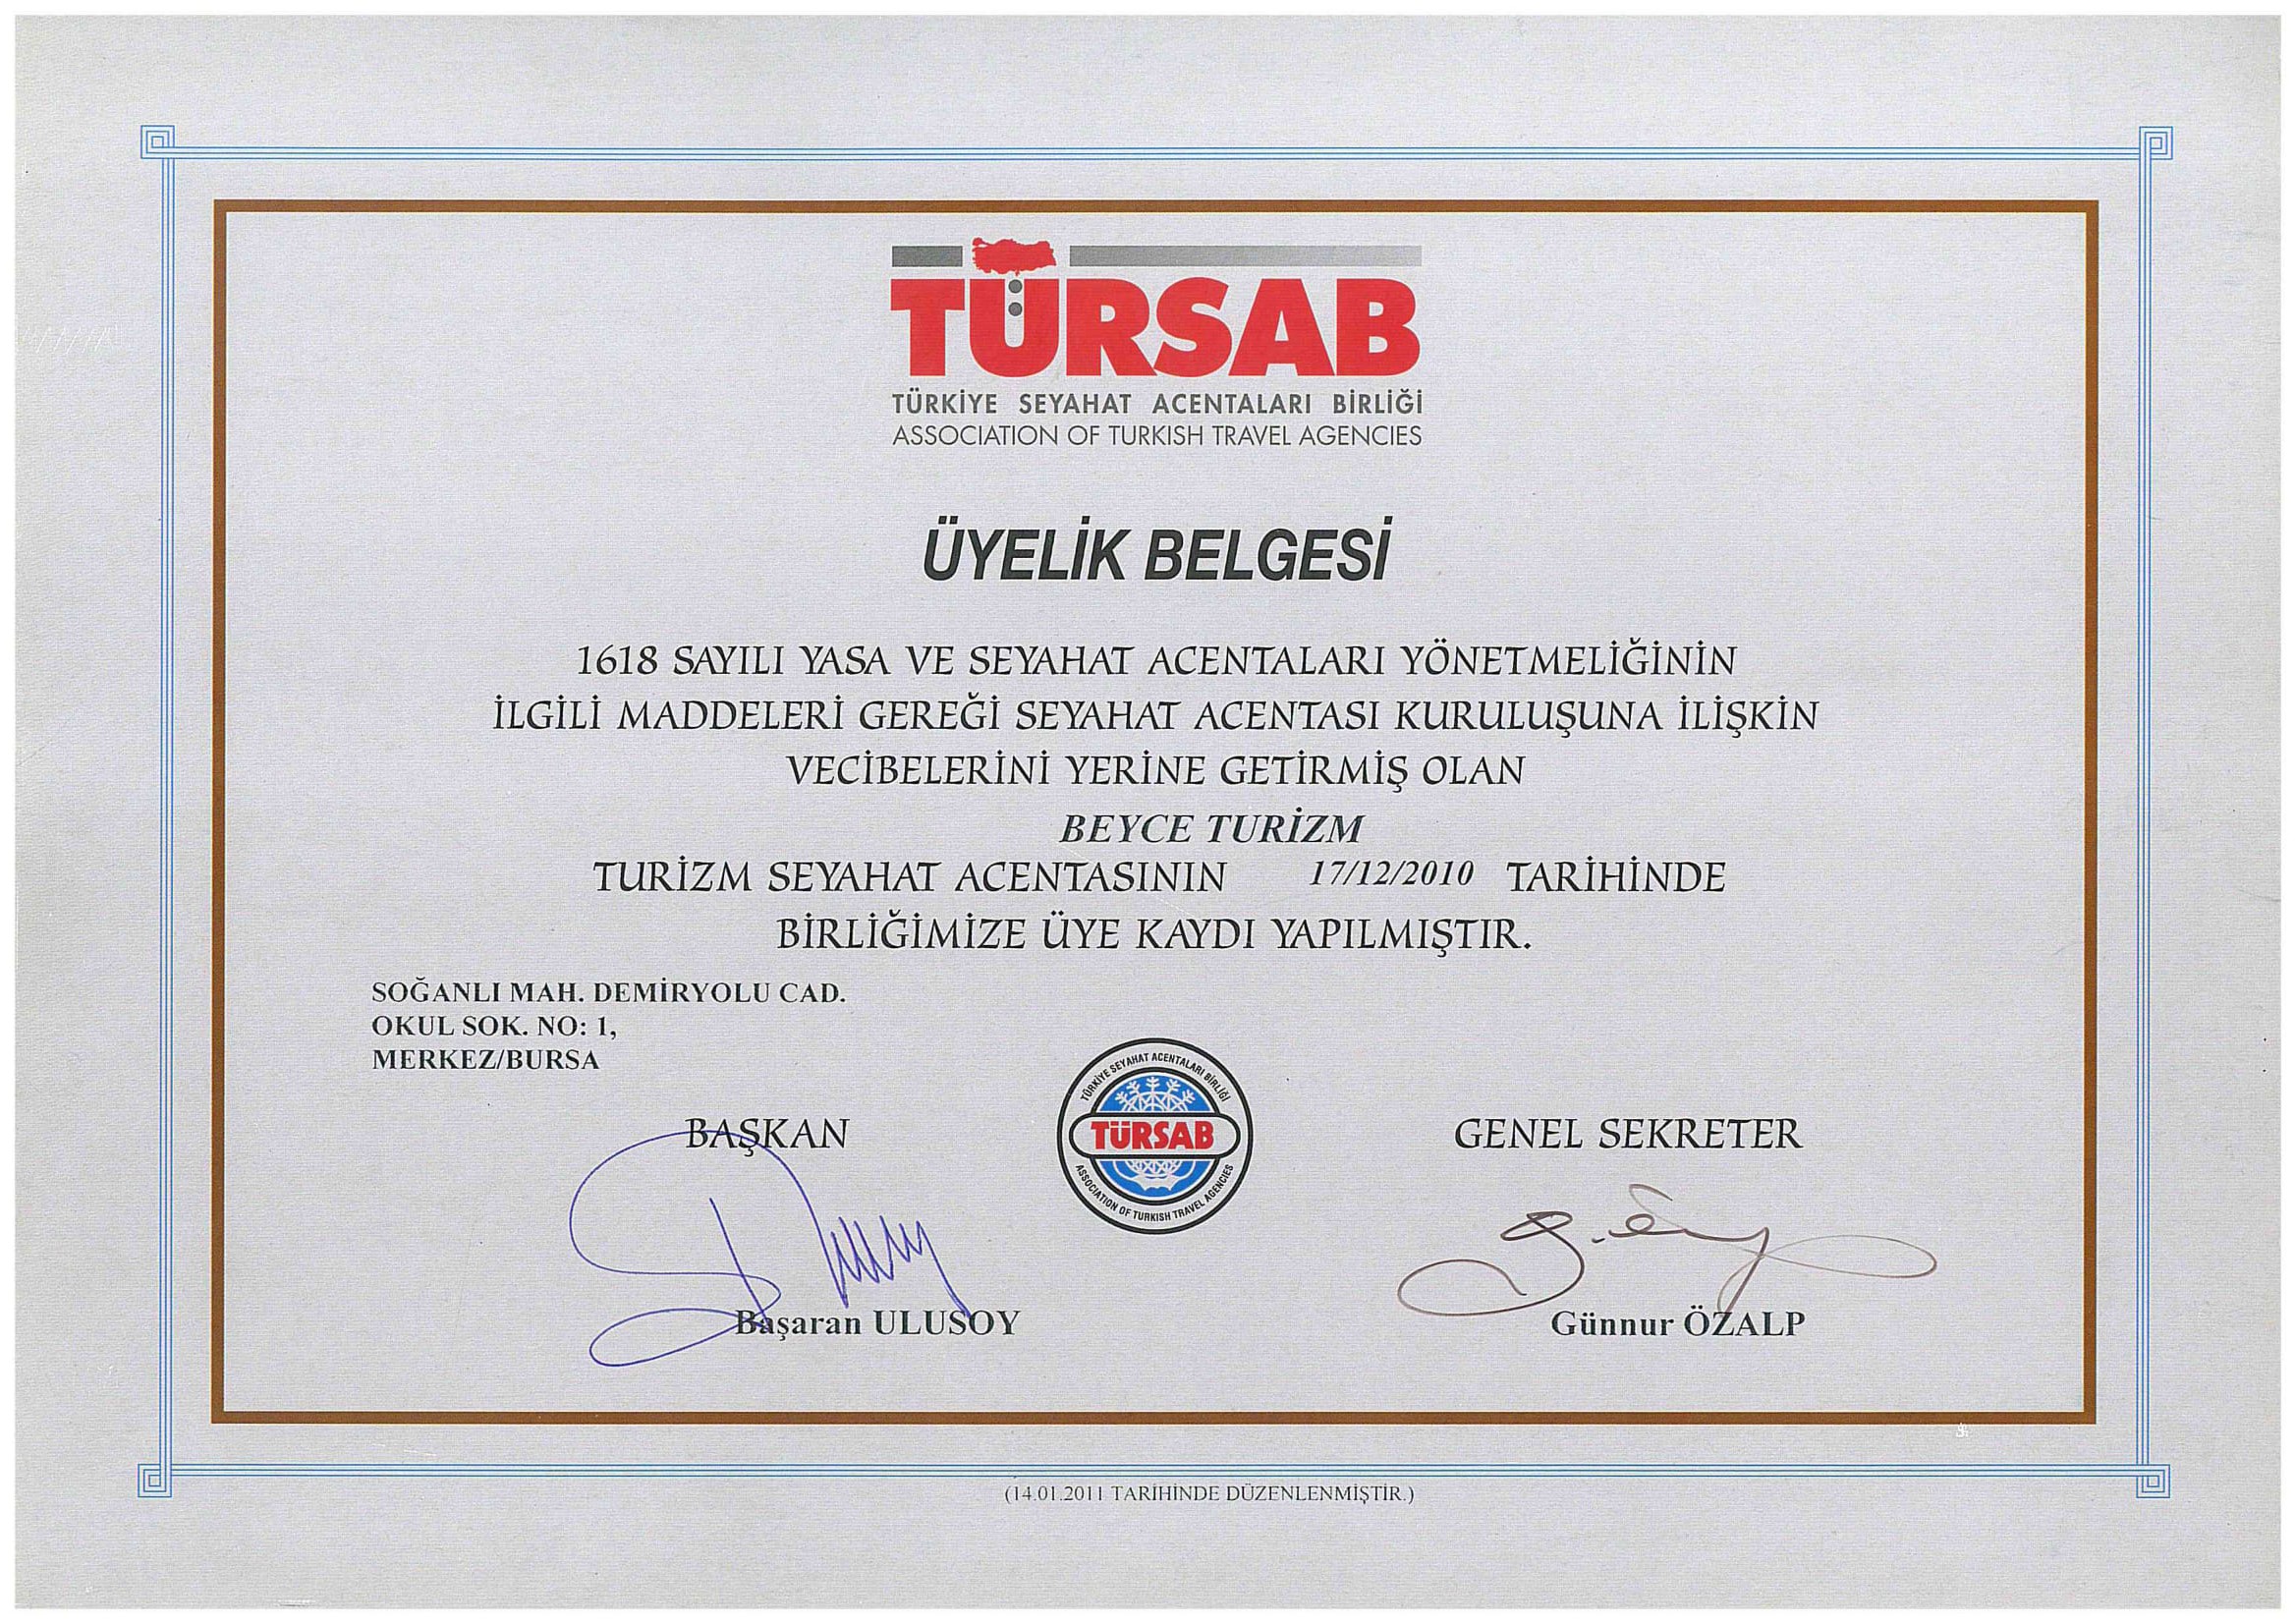 TÜRSAB
TÜRKİYE SEYAHAT ACENTALARI BİRLİĞİ
ASSOCIATION OF TURKISH TRAVEL AGENCIES
ÜYELİK BELGESİ
1618 SAYILI YASA VE SEYAHAT ACENTALARI YÖNETMELİĞİNİN
İLGİLİ MADDELERİ GEREĞİ SEYAHAT ACENTASI KURULUŞUNA İLİŞKİN
VECİBELERİNİ YERİNE GETİRMİŞ OLAN
BEYCE TURİZM
TURİZM SEYAHAT ACENTASININ 17/12/2010 TARİHİNDE
BİRLİĞİMİZE ÜYE KAYDI YAPILMIŞTIR.
SOĞANLI MAH. DEMİRYOLU CAD.
OKUL SOK. NO: 1,
MERKEZ/BURSA
BAŞKAN
TÜRKİYE SEYAHAT ACENTALARI BİRLİĞİ
TÜRSAB
ASSOCIATION OF TURKISH TRAVEL AGENCIES
GENEL SEKRETER
Başaran ULUSOY
Günnur ÖZALP
(14.01.2011 TARİHİNDE DÜZENLENMİŞTİR.)